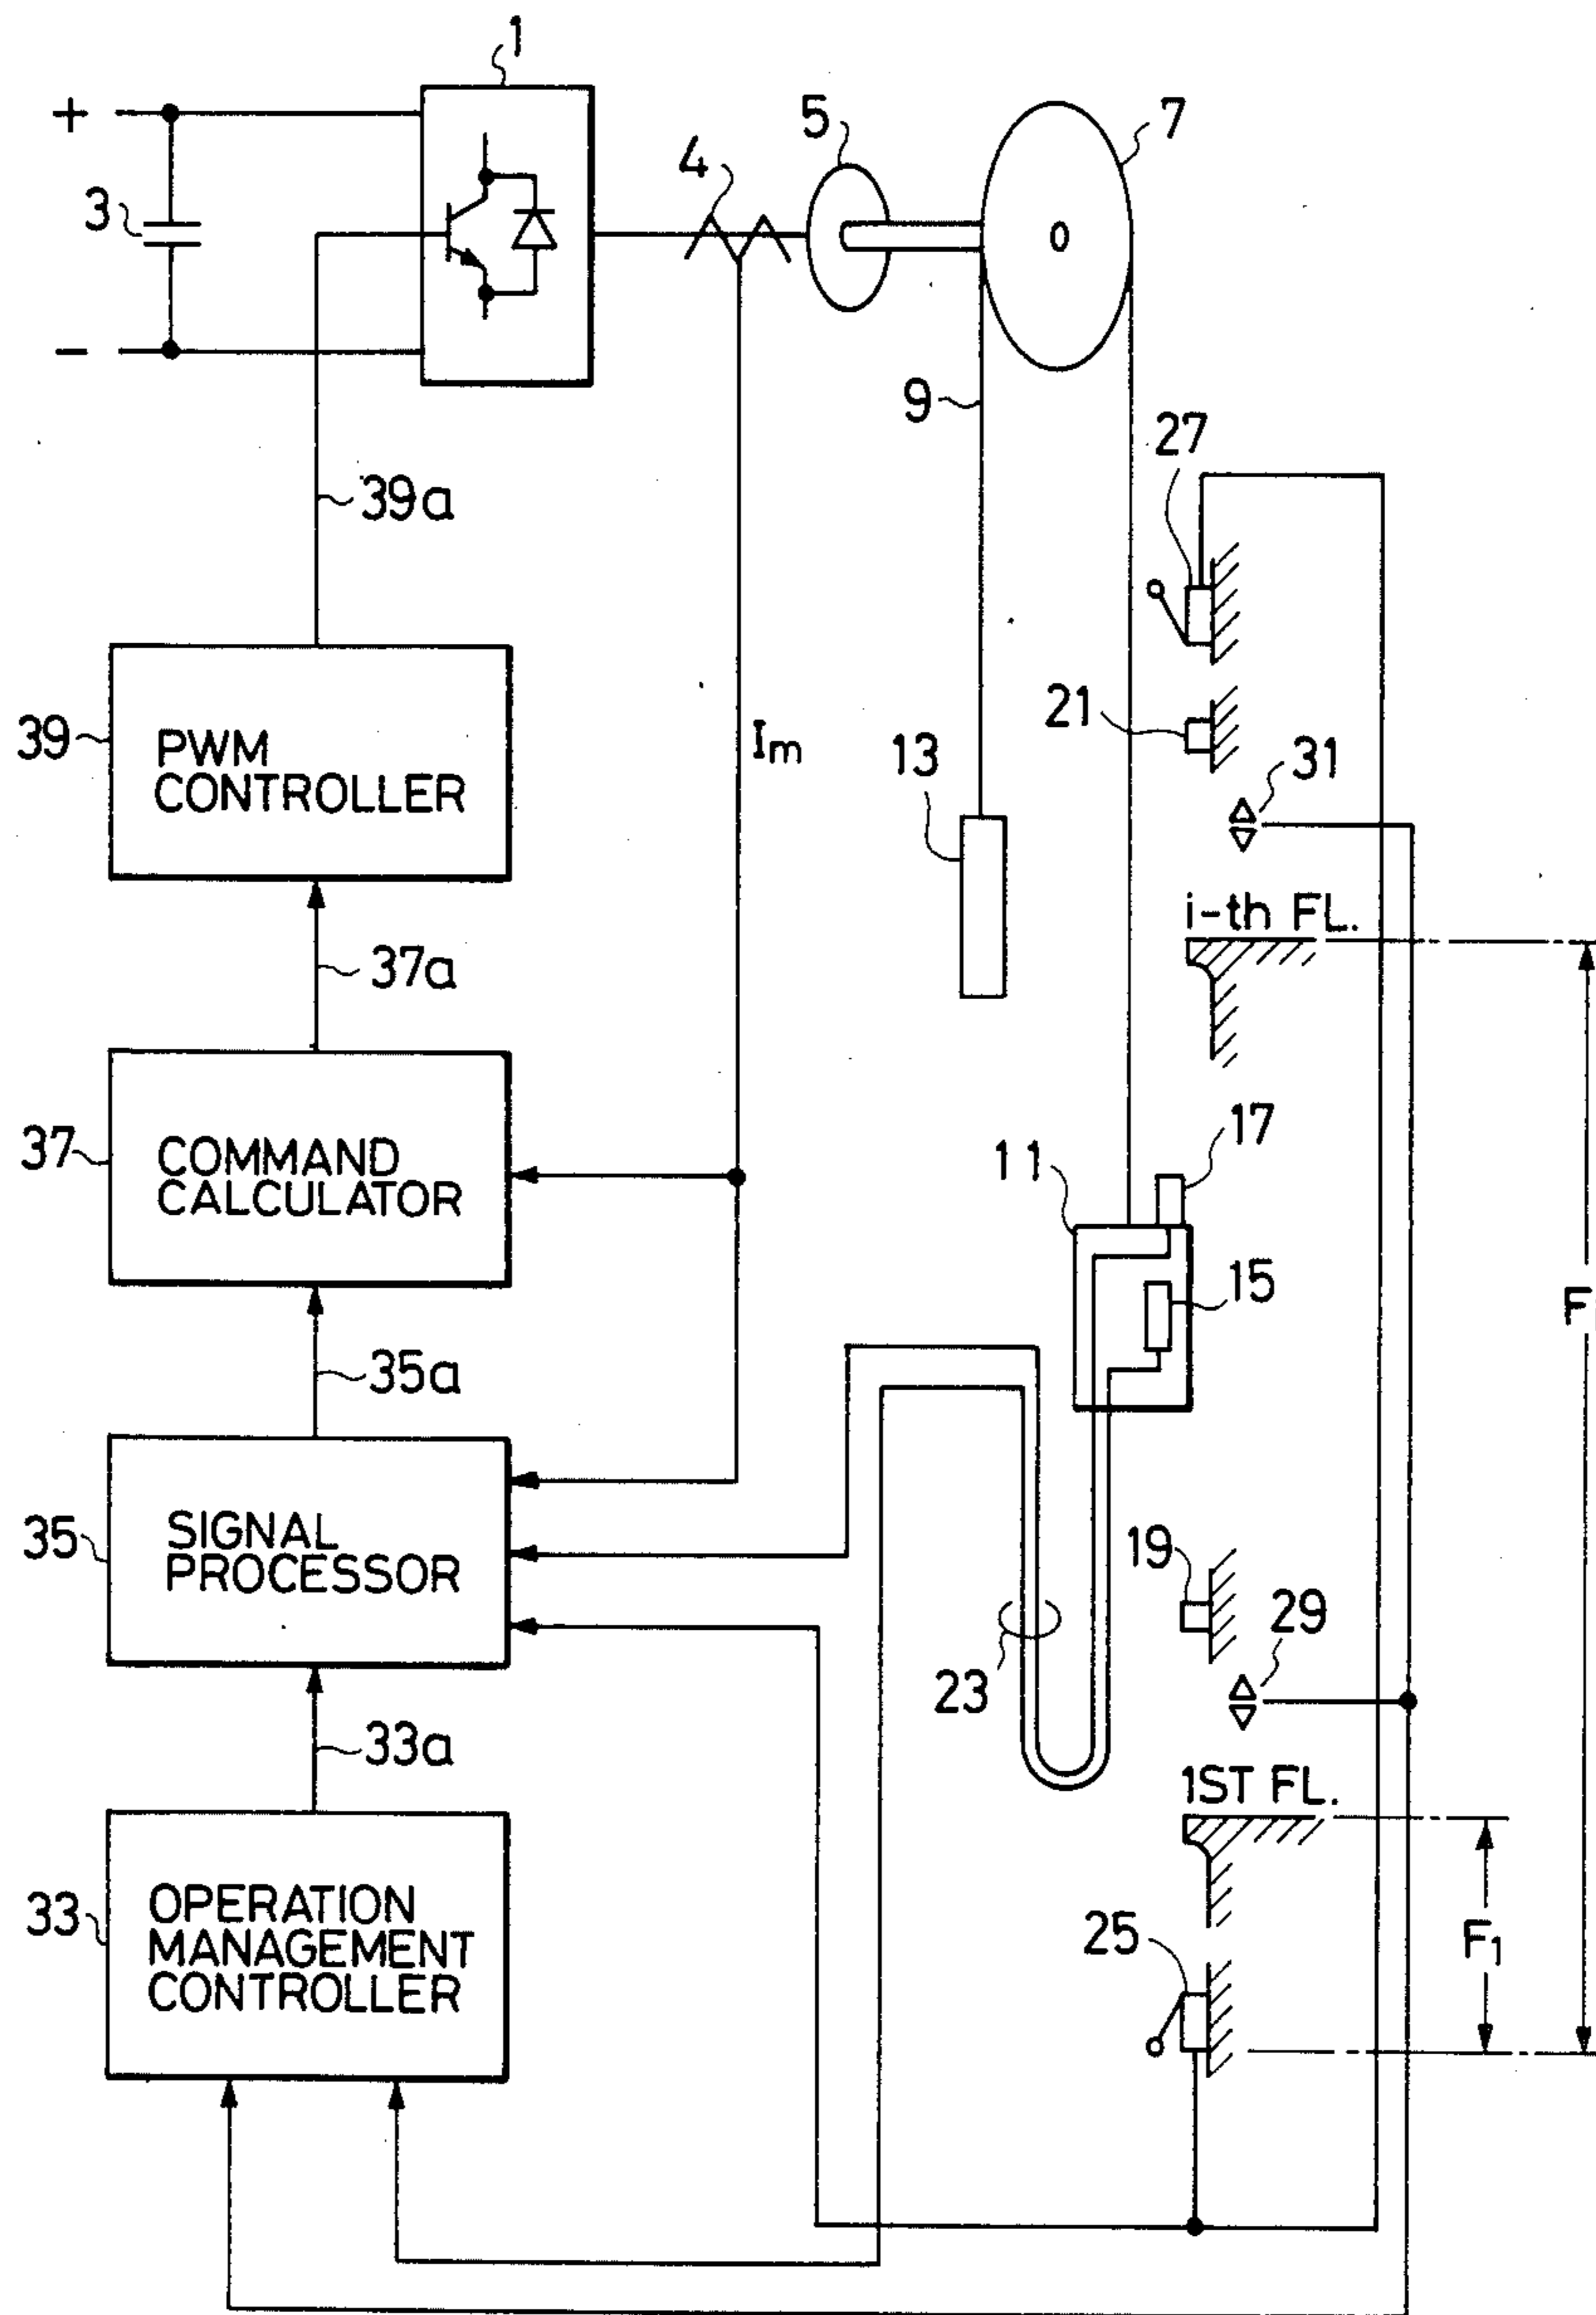 1
+
5
7
4
3
-
9
27
39a
21
39
PWM
CONTROLLER
Im
13
31
i-th FL.
37a
17
11
37
COMMAND
CALCULATOR
15
F
35a
19
35
SIGNAL
PROCESSOR
29
23
33a
1ST FL.
33
OPERATION
MANAGEMENT
CONTROLLER
25
F1